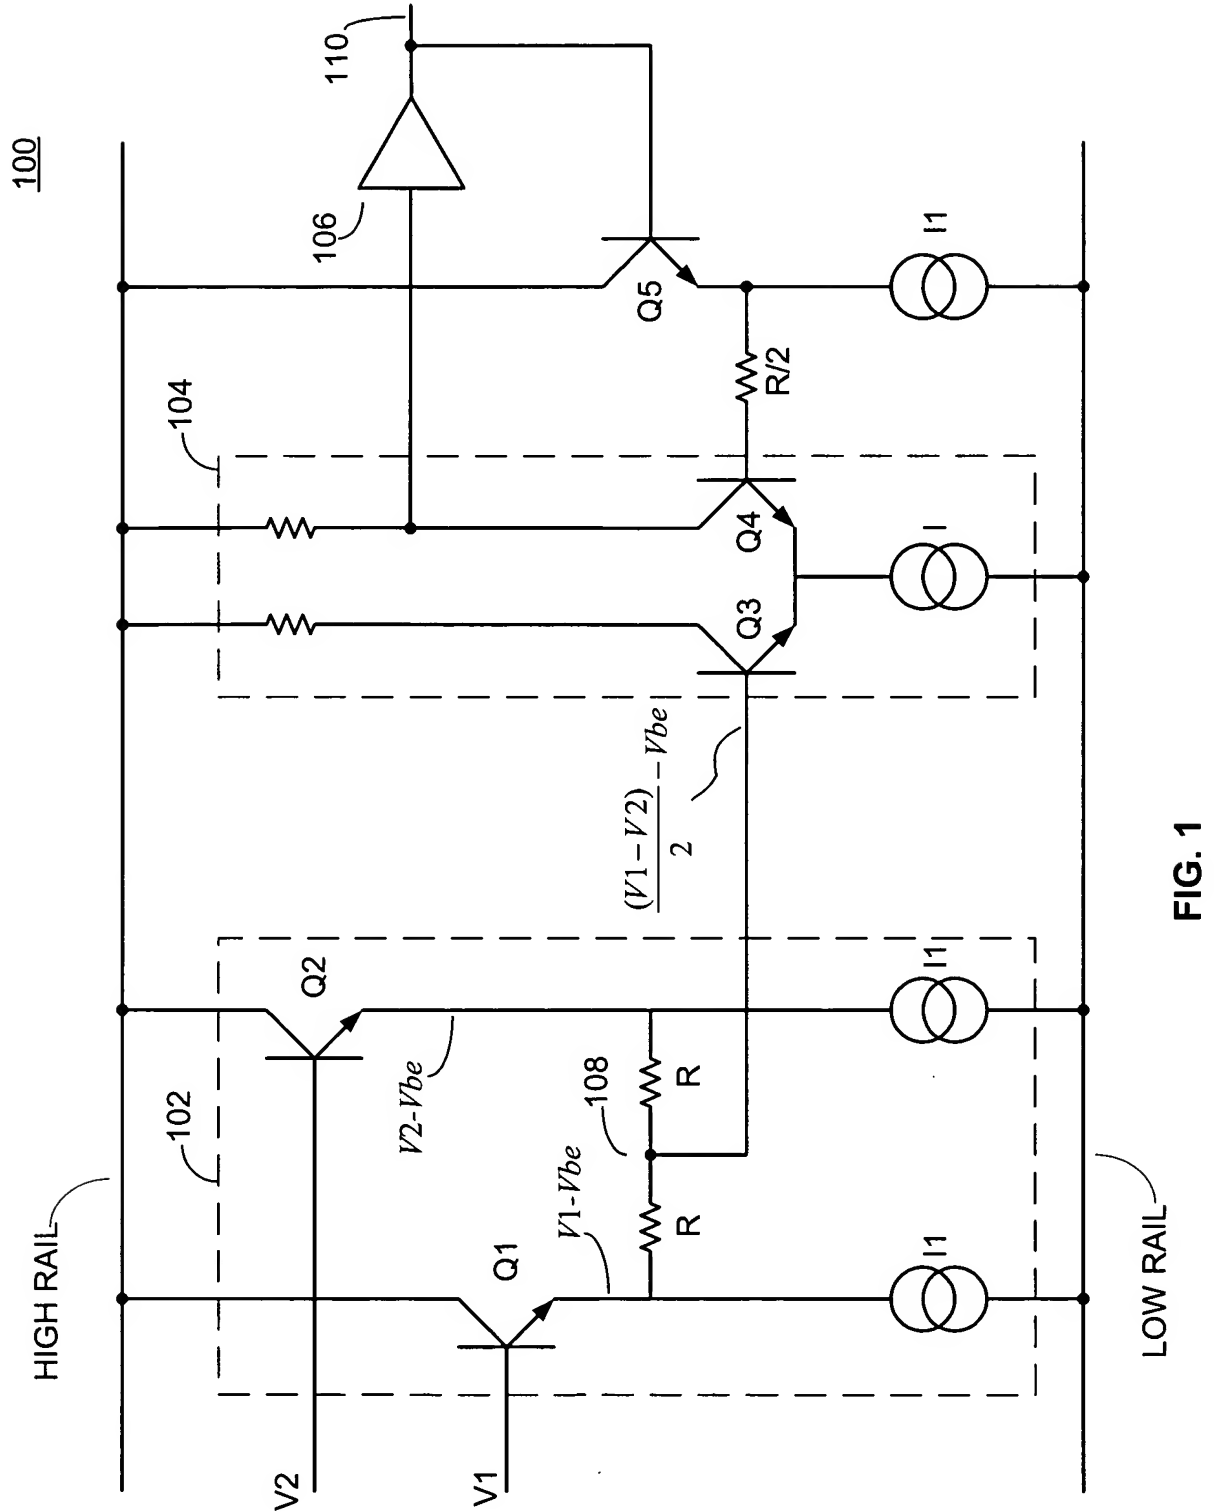 100
HIGH RAIL
102
104
106
110
V2
V1
Q1
Q2
V2-Vbe
V1-Vbe
108
R
R
(V1−V2)/2 −Vbe
Q3
Q4
Q5
R/2
I1
I1
I
I1
LOW RAIL
FIG. 1